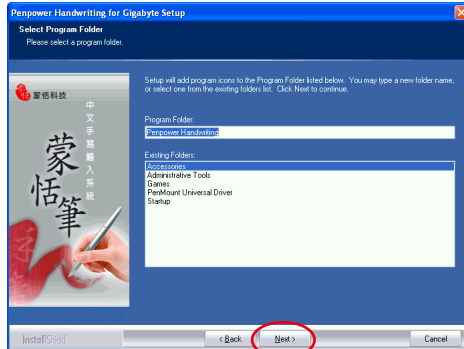 Penpower Handwriting for Gigabyte Setup
Select Program Folder
Please select a program folder.
蒙恬科技
中文手寫輸入系統
蒙恬筆
Setup will add program icons to the Program Folder listed below. You may type a new folder name,
or select one from the existing folders list. Click Next to continue.
Program Folder:
Penpower Handwriting
Existing Folders:
Accessories
Administrative Tools
Games
PenMount Universal Driver
Startup
InstallShield
< Back
Next >
Cancel